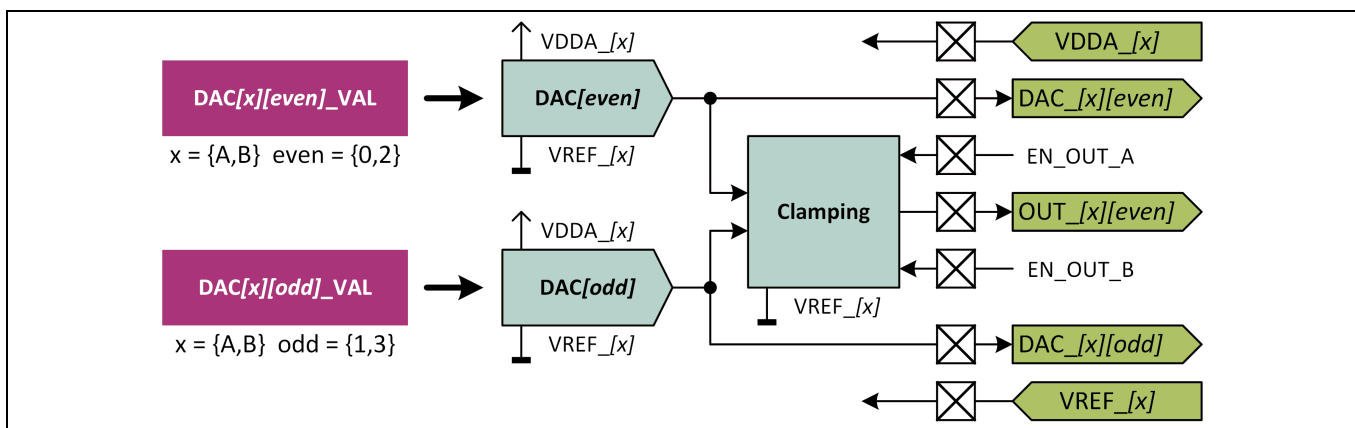 VDDA_[x]
VDDA_[x]
DAC[x][even]_VAL
DAC[even]
DAC_[x][even]
x = {A,B} even = {0,2}
VREF_[x]
EN_OUT_A
Clamping
OUT_[x][even]
VDDA_[x]
EN_OUT_B
DAC[x][odd]_VAL
DAC[odd]
VREF_[x]
x = {A,B} odd = {1,3}
VREF_[x]
DAC_[x][odd]
VREF_[x]